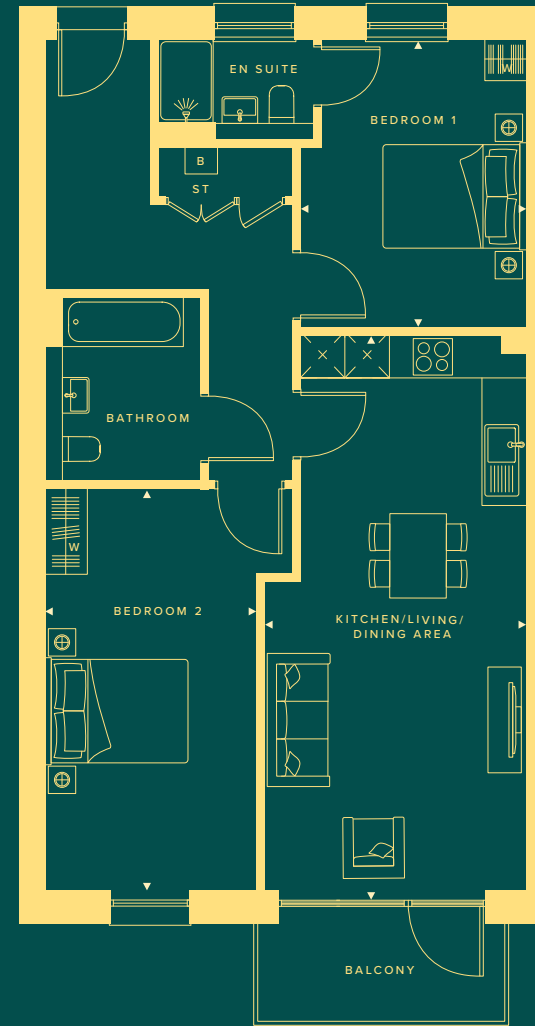 EN SUITE
W
BEDROOM 1
B
ST
BATHROOM
W
BEDROOM 2
KITCHEN/LIVING/
DINING AREA
BALCONY